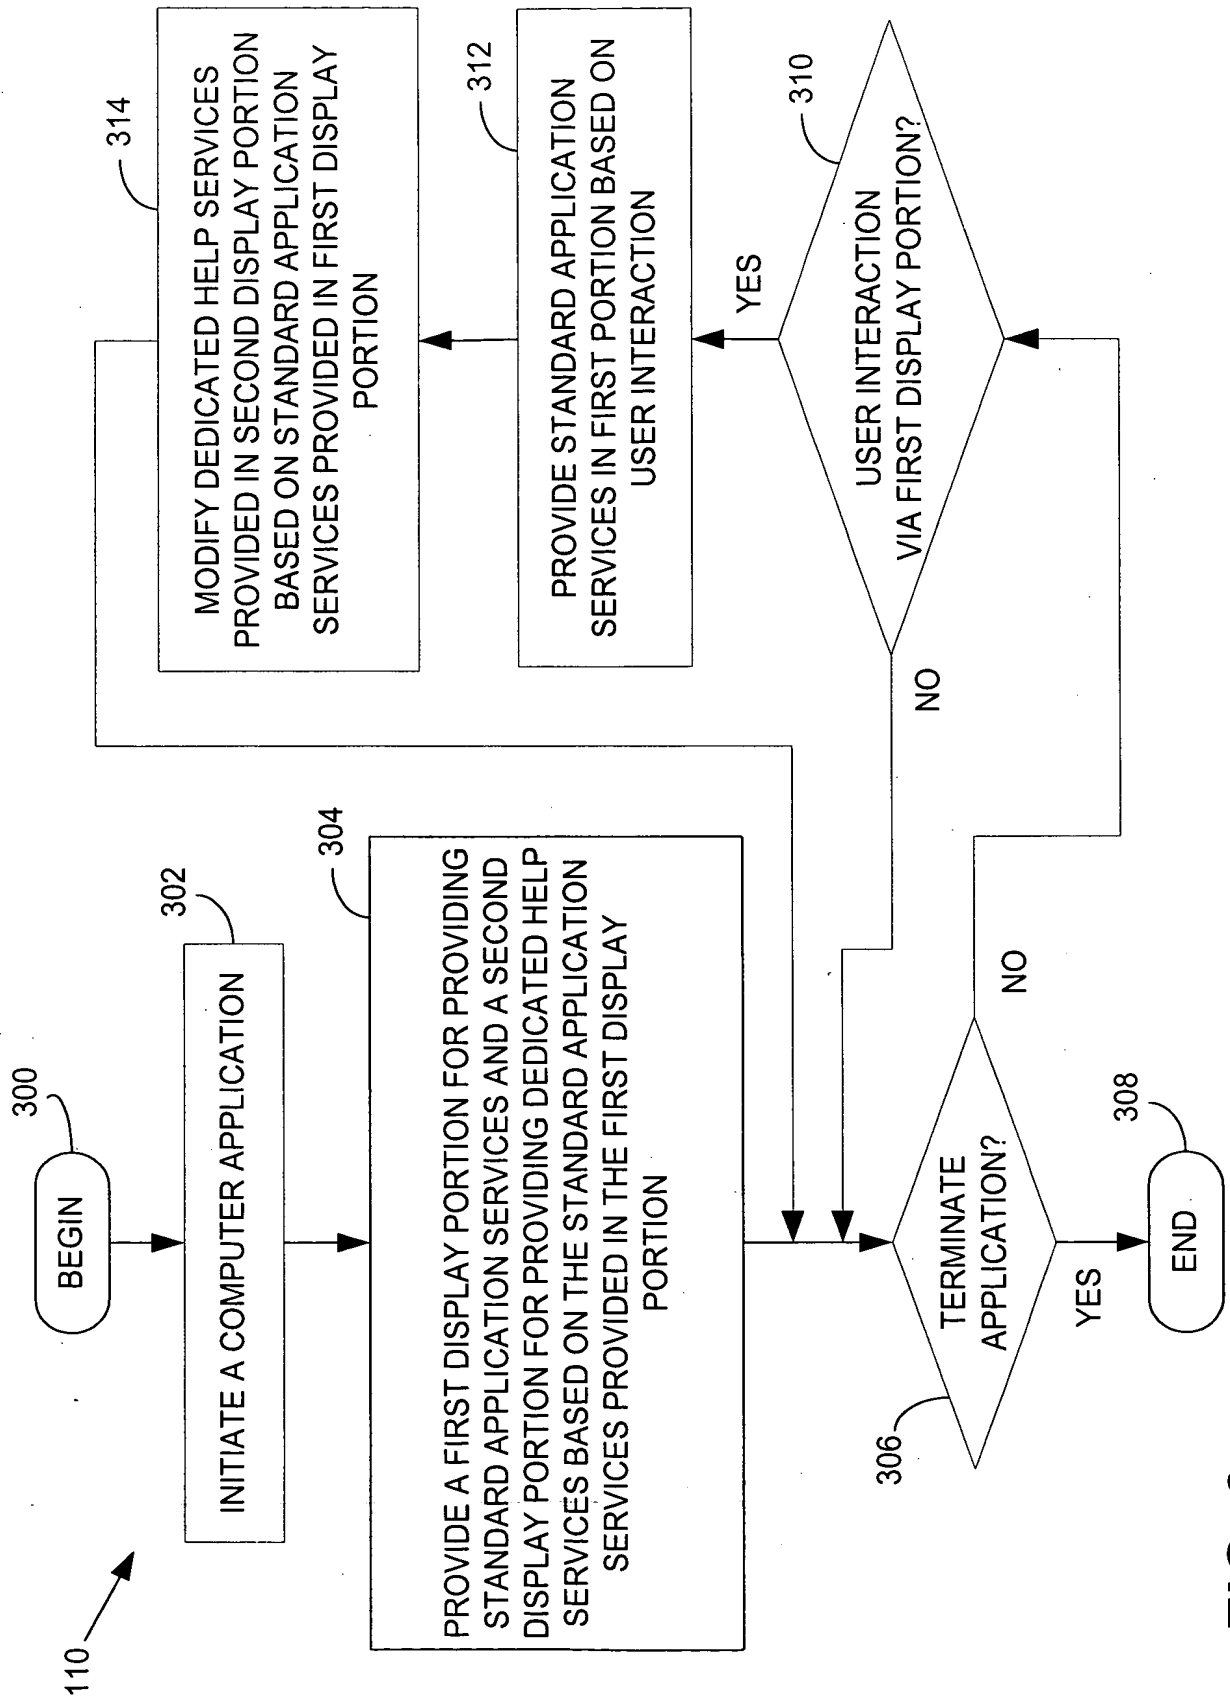 110
300
BEGIN
302
INITIATE A COMPUTER APPLICATION
304
PROVIDE A FIRST DISPLAY PORTION FOR PROVIDING
STANDARD APPLICATION SERVICES AND A SECOND
DISPLAY PORTION FOR PROVIDING DEDICATED HELP
SERVICES BASED ON THE STANDARD APPLICATION
SERVICES PROVIDED IN THE FIRST DISPLAY
PORTION
306
TERMINATE
APPLICATION?
NO
YES
308
END
314
MODIFY DEDICATED HELP SERVICES
PROVIDED IN SECOND DISPLAY PORTION
BASED ON STANDARD APPLICATION
SERVICES PROVIDED IN FIRST DISPLAY
PORTION
312
PROVIDE STANDARD APPLICATION
SERVICES IN FIRST PORTION BASED ON
USER INTERACTION
YES
310
USER INTERACTION
VIA FIRST DISPLAY PORTION?
NO